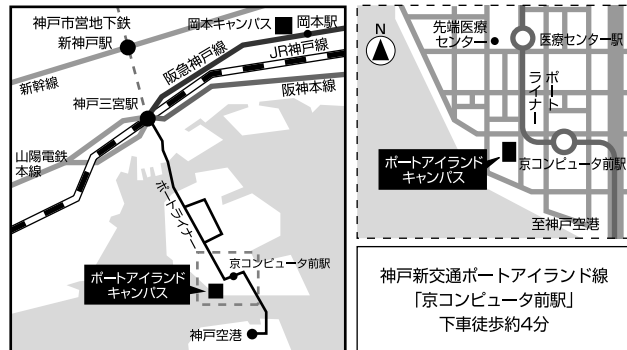 神戸市営地下鉄
新神戸駅
岡本キャンパス
岡本駅
新幹線
阪急神戸線
JR神戸線
阪神本線
神戸三宮駅
山陽電鉄
本線
ポートライナー
京コンピュータ前駅
ポートアイランド
キャンパス
神戸空港
N
先端医療
センター
医療センター駅
ポート
ライナー
ポートアイランド
キャンパス
京コンピュータ前駅
至神戸空港
神戸新交通ポートアイランド線
「京コンピュータ前駅」
下車徒歩約4分